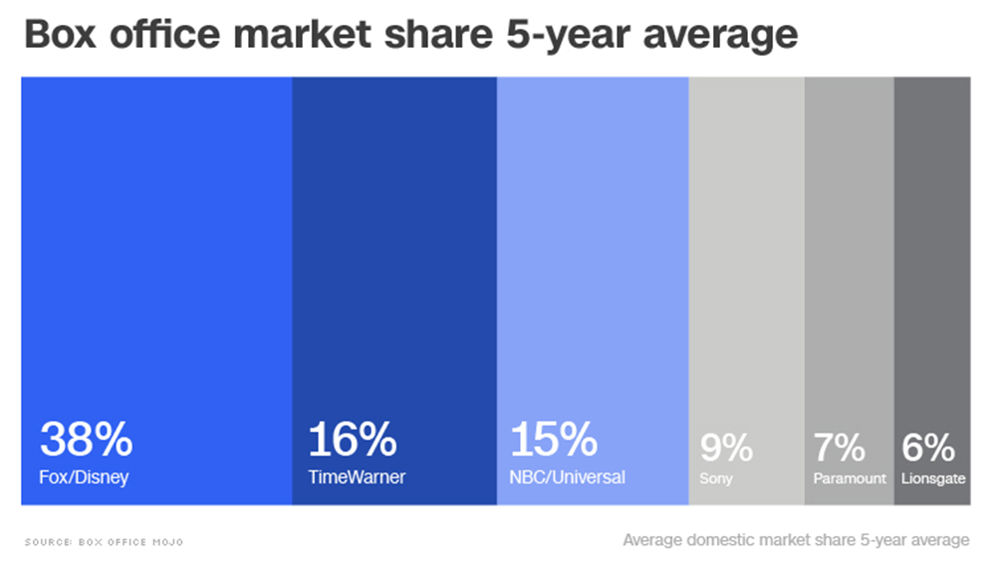 Box office market share 5-year average
38%
Fox/Disney
16%
TimeWarner
15%
NBC/Universal
9%
Sony
7%
Paramount
6%
Lionsgate
SOURCE: BOX OFFICE MOJO
Average domestic market share 5-year average